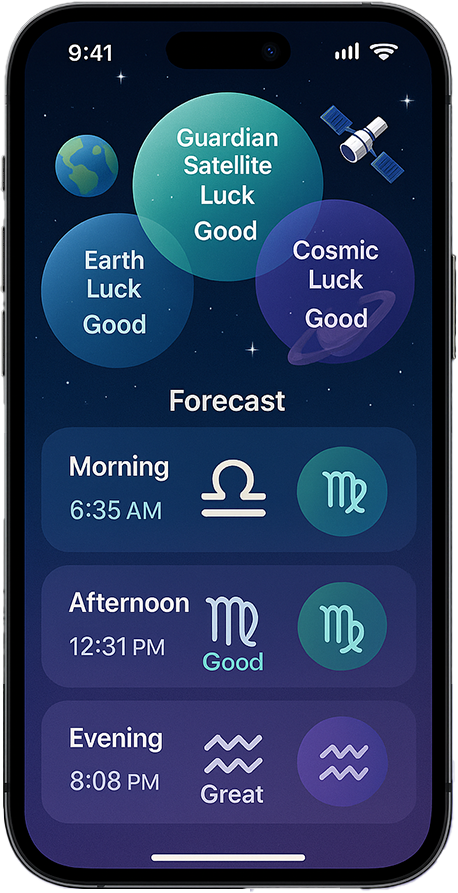 9:41
Guardian
Satellite
Luck
Good
Earth
Luck
Good
Cosmic
Luck
Good
Forecast
Morning
6:35 AM
Afternoon
12:31 PM
Good
Evening
8:08 PM
Great